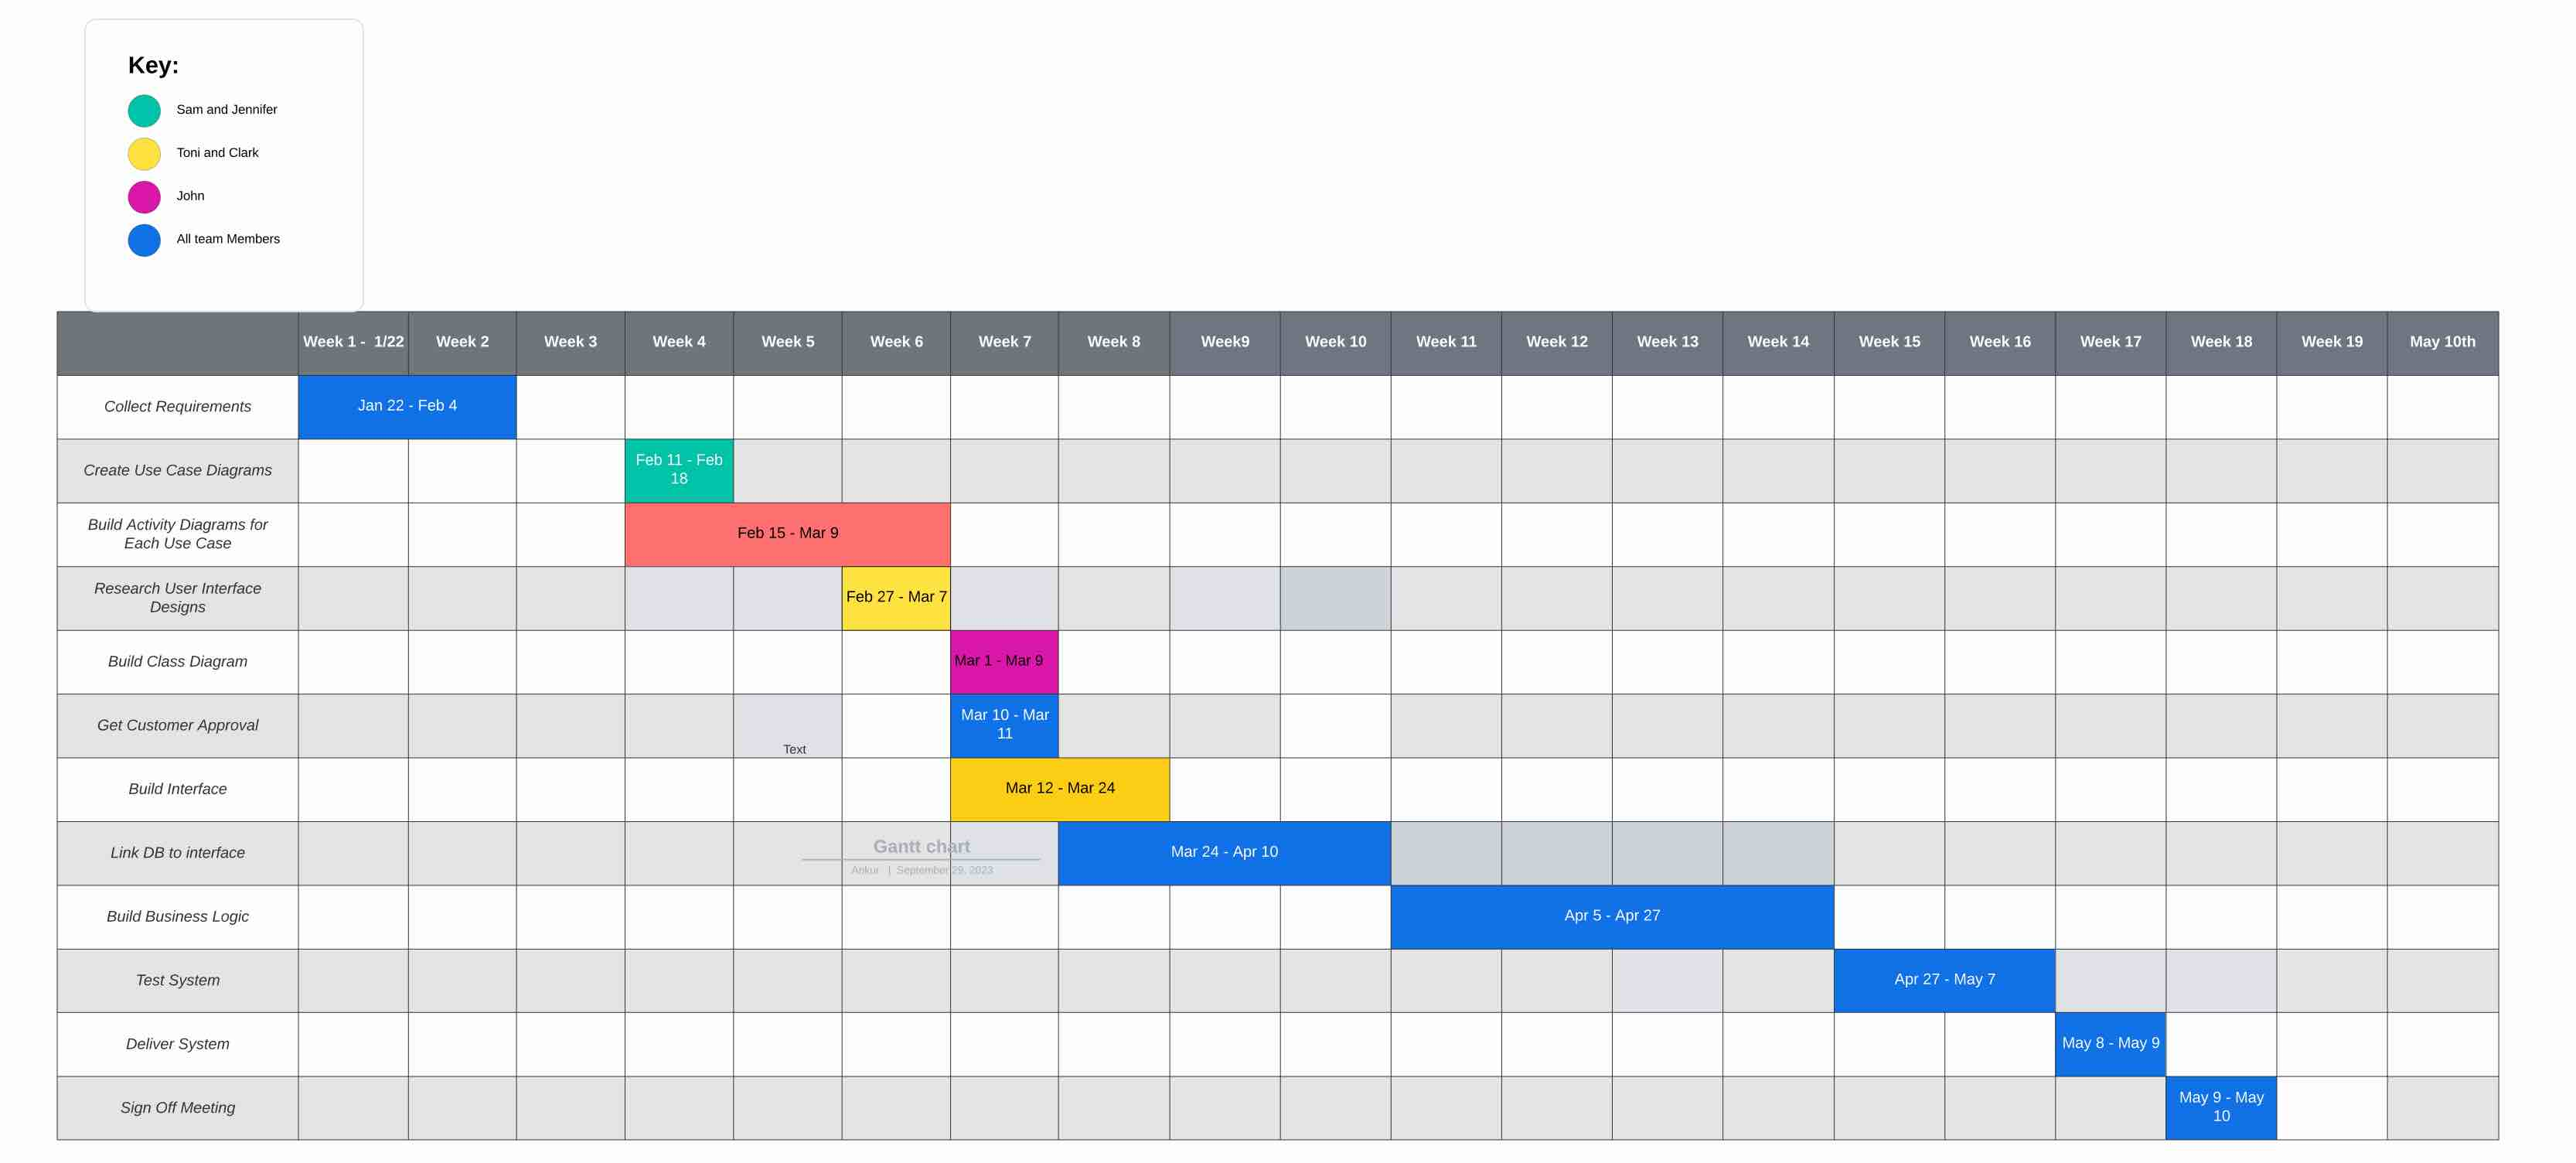 Key:
Sam and Jennifer
Toni and Clark
John
All team Members
Week 1 - 1/22 Week 2 Week 3 Week 4 Week 5 Week 6 Week 7 Week 8 Week9 Week 10 Week 11 Week 12 Week 13 Week 14 Week 15 Week 16 Week 17 Week 18 Week 19 May 10th
Collect Requirements
Jan 22 - Feb 4
Create Use Case Diagrams
Feb 11 - Feb
18
Build Activity Diagrams for
Each Use Case
Feb 15 - Mar 9
Research User Interface
Designs
Feb 27 - Mar 7
Build Class Diagram
Mar 1 - Mar 9
Get Customer Approval
Text
Mar 10 - Mar
11
Build Interface
Mar 12 - Mar 24
Link DB to interface
Gantt chart
Ankur | September 29, 2023
Mar 24 - Apr 10
Build Business Logic
Apr 5 - Apr 27
Test System
Apr 27 - May 7
Deliver System
May 8 - May 9
Sign Off Meeting
May 9 - May
10